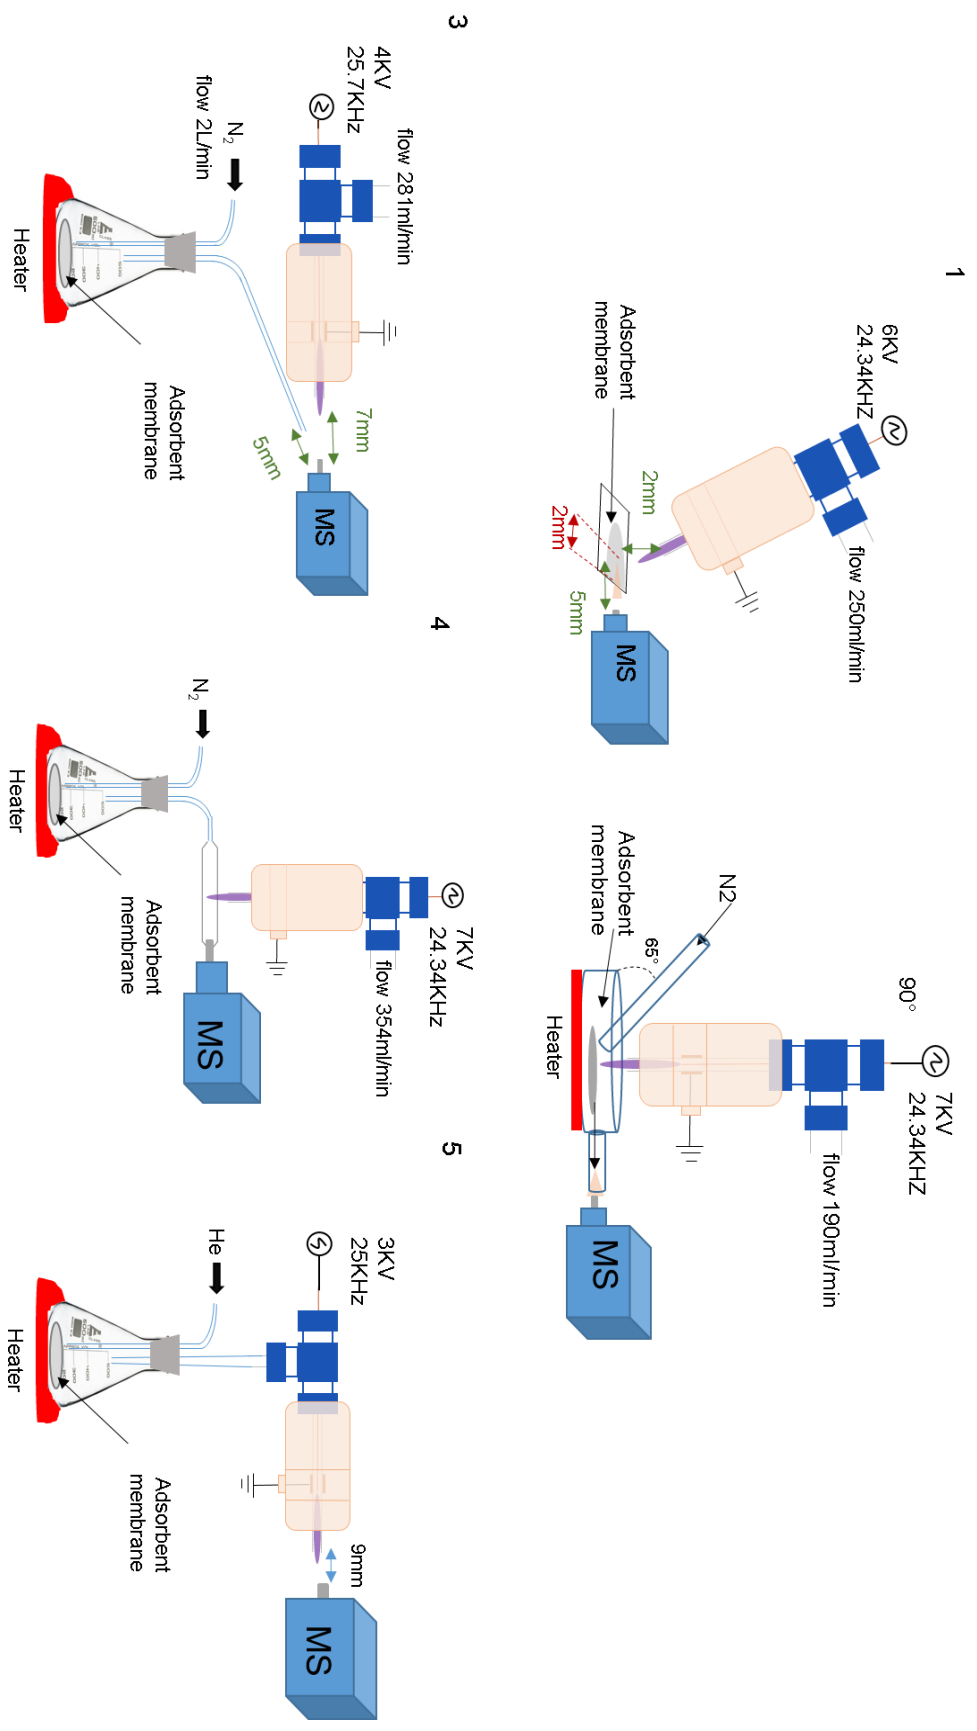 1
6KV
24.34KHZ
flow 250ml/min
Adsorbent
membrane
2mm
2mm
5mm
MS
90°
7KV
24.34KHZ
flow 190ml/min
N2
65°
Adsorbent
membrane
Heater
MS
3
4KV
25.7KHz
flow 281ml/min
N₂
flow 2L/min
7mm
5mm
MS
Adsorbent
membrane
Heater
4
7KV
24.34KHz
flow 354ml/min
N₂
MS
Adsorbent
membrane
Heater
5
3KV
25KHz
He
9mm
MS
Adsorbent
membrane
Heater